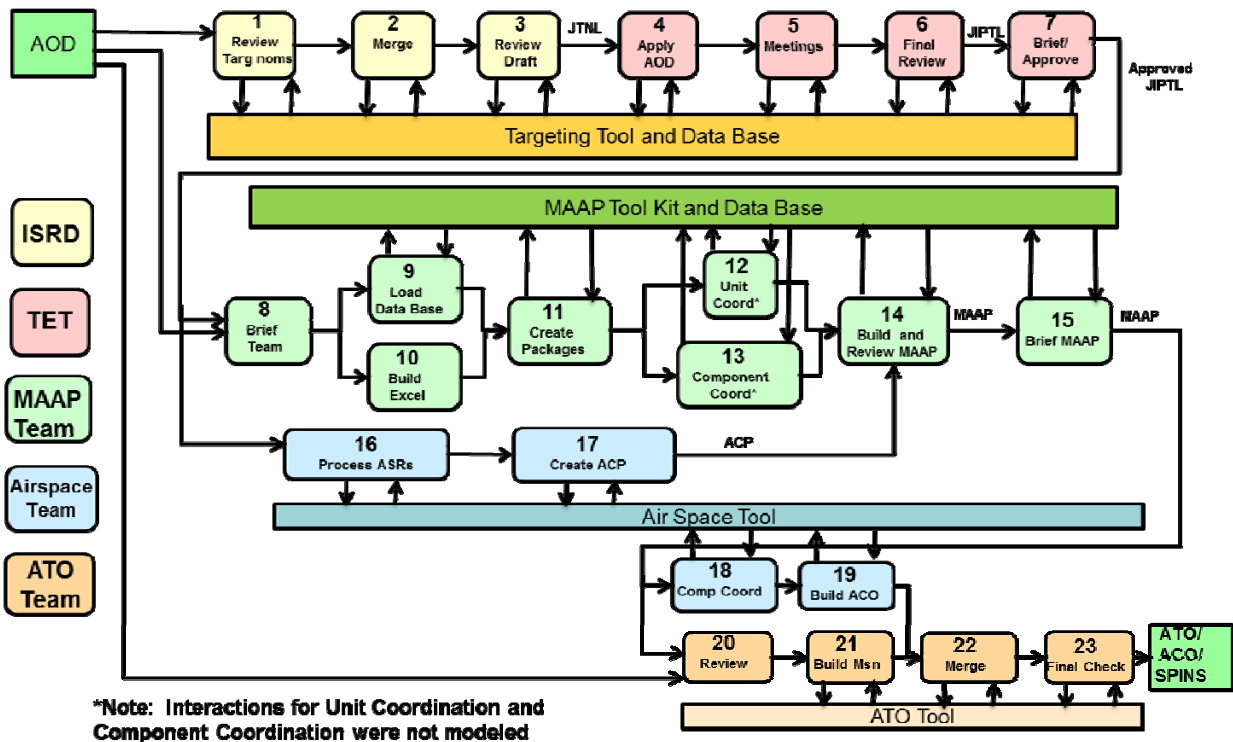 AOD
1
Review
Targ noms
2
Merge
3
Review
Draft
JTNL
4
Apply
AOD
5
Meetings
6
Final
Review
JIPTL
7
Brief/
Approve
Approved
JIPTL
Targeting Tool and Data Base
MAAP Tool Kit and Data Base
ISRD
TET
MAAP
Team
Airspace
Team
ATO
Team
8
Brief
Team
9
Load
Data Base
10
Build
Excel
11
Create
Packages
12
Unit
Coord*
13
Component
Coord*
14
Build and
Review MAAP
MAAP
15
Brief MAAP
MAAP
16
Process ASRs
17
Create ACP
ACP
Air Space Tool
18
Comp Coord
19
Build ACO
20
Review
21
Build Msn
22
Merge
23
Final Check
ATO/
ACO/
SPINS
ATO Tool
*Note: Interactions for Unit Coordination and
Component Coordination were not modeled